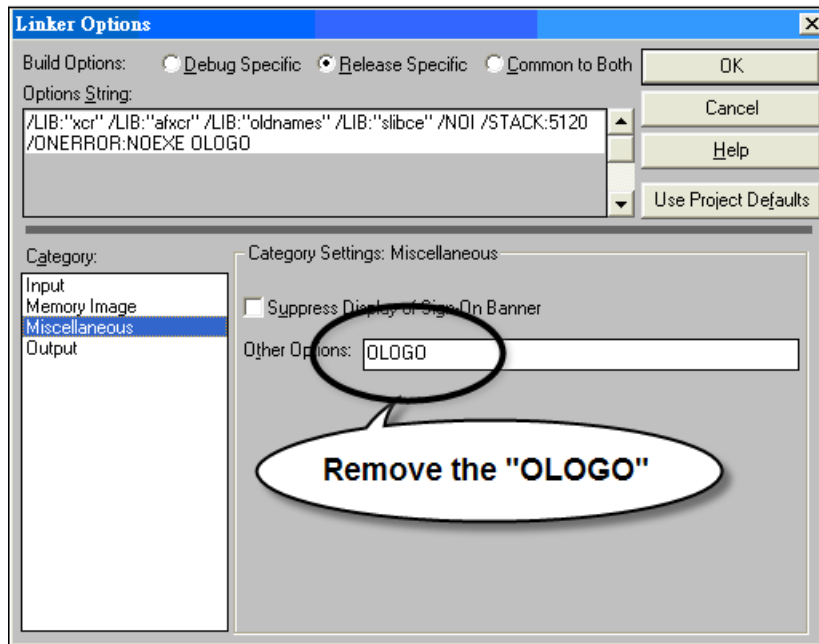 Linker Options
Build Options:
Debug Specific
Release Specific
Common to Both
OK
Options String:
/LIB:"xcr" /LIB:"afxcr" /LIB:"oldnames" /LIB:"slibce" /NOI /STACK:5120
/ONERROR:NOEXE OLOGO
Cancel
Help
Use Project Defaults
Category:
Input
Memory Image
Miscellaneous
Output
Category Settings: Miscellaneous
Suppress Display of Sign-On Banner
Other Options:
OLOGO
Remove the "OLOGO"